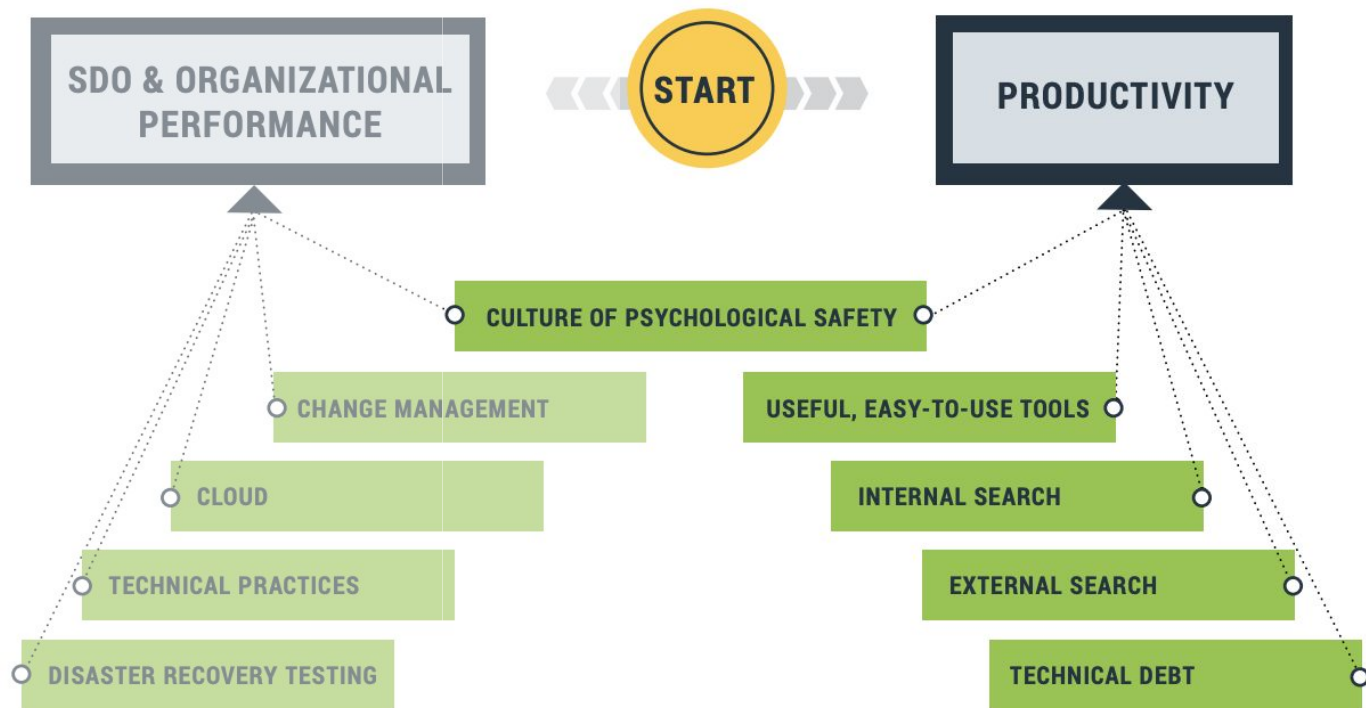 SDO & ORGANIZATIONAL
PERFORMANCE
START
PRODUCTIVITY
CULTURE OF PSYCHOLOGICAL SAFETY
CHANGE MANAGEMENT
USEFUL, EASY-TO-USE TOOLS
CLOUD
INTERNAL SEARCH
TECHNICAL PRACTICES
EXTERNAL SEARCH
DISASTER RECOVERY TESTING
TECHNICAL DEBT